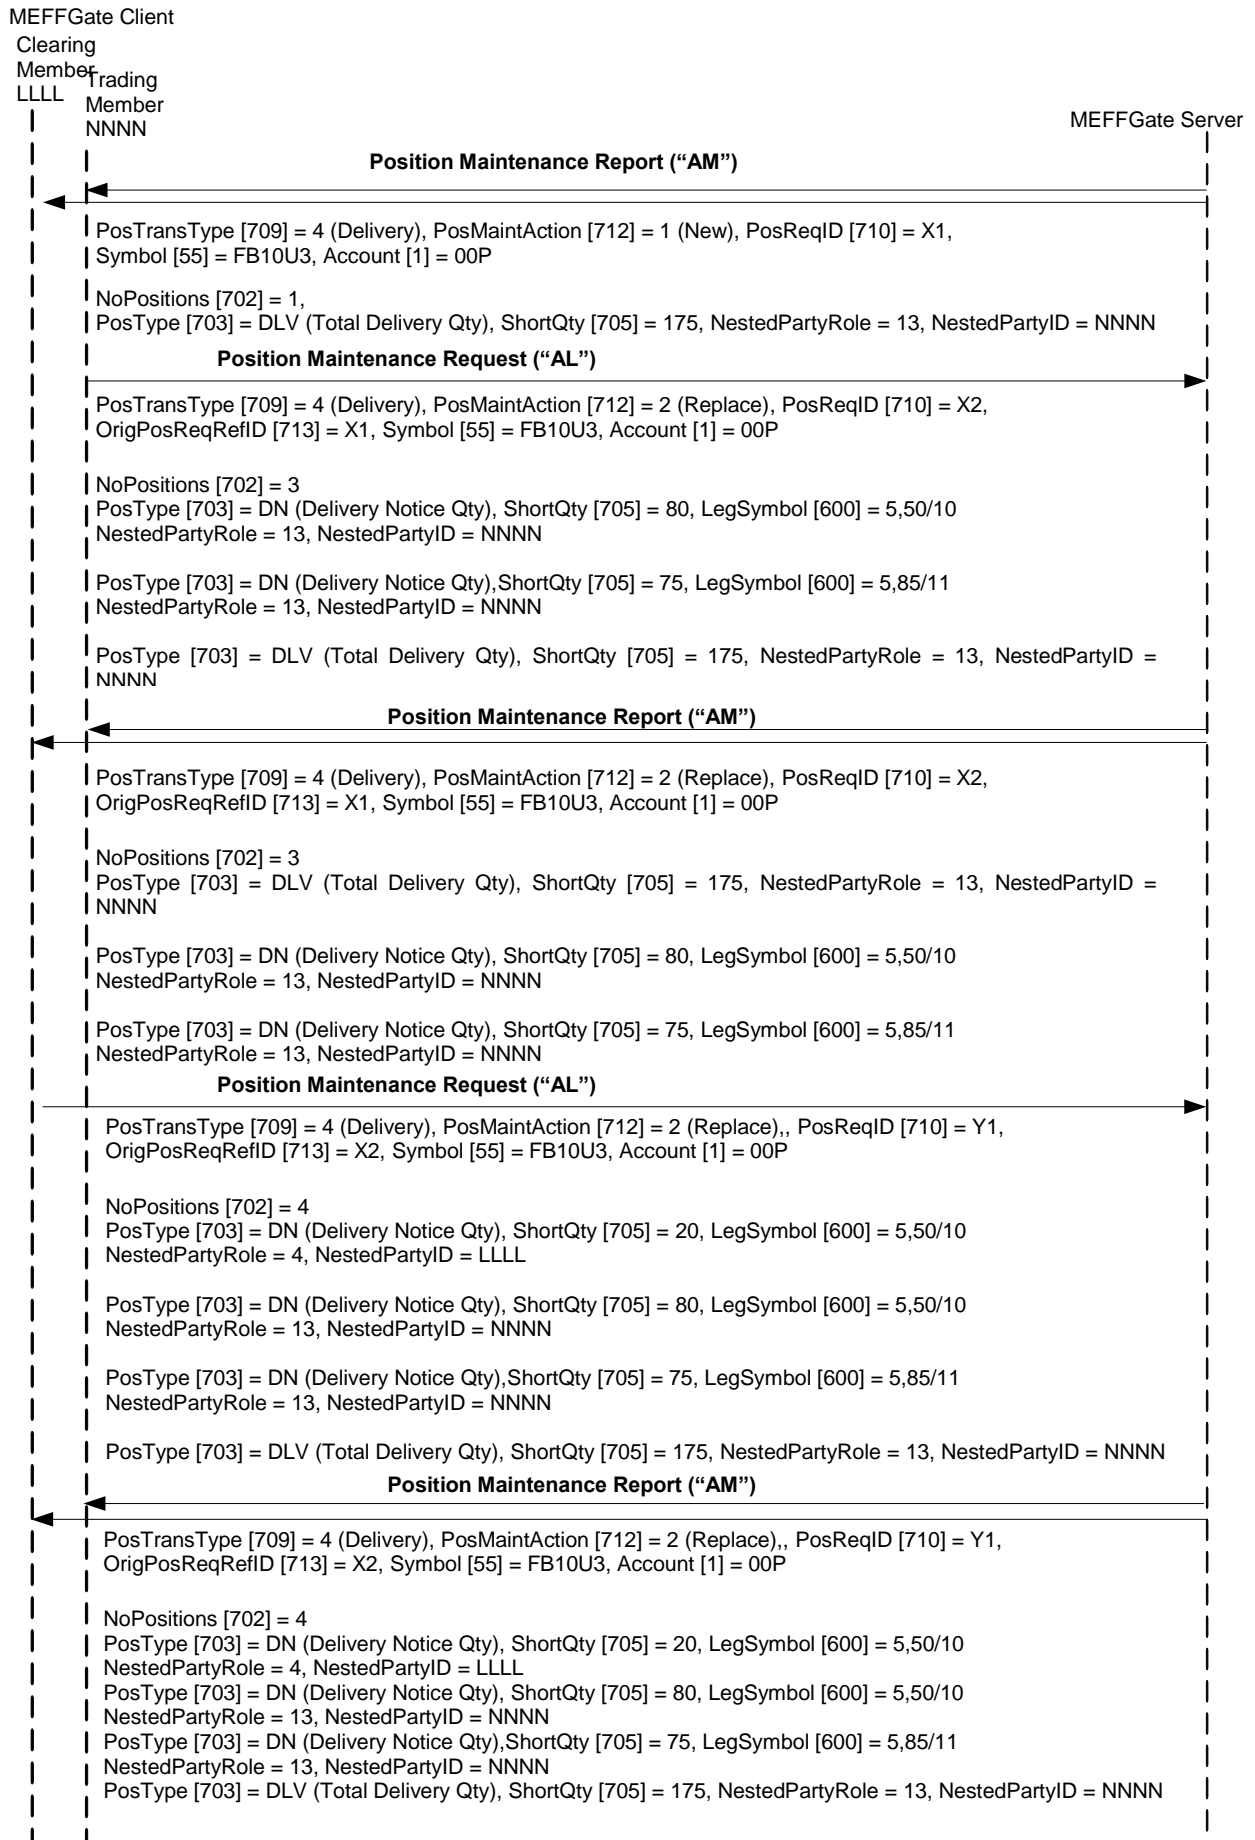 MEFFGate Client
Clearing
Member
LLLL
Trading
Member
NNNN
MEFFGate Server
Position Maintenance Report (“AM”)
PosTransType [709] = 4 (Delivery), PosMaintAction [712] = 1 (New), PosReqID [710] = X1,
Symbol [55] = FB10U3, Account [1] = 00P
NoPositions [702] = 1,
PosType [703] = DLV (Total Delivery Qty), ShortQty [705] = 175, NestedPartyRole = 13, NestedPartyID = NNNN
Position Maintenance Request (“AL”)
PosTransType [709] = 4 (Delivery), PosMaintAction [712] = 2 (Replace), PosReqID [710] = X2,
OrigPosReqRefID [713] = X1, Symbol [55] = FB10U3, Account [1] = 00P
NoPositions [702] = 3
PosType [703] = DN (Delivery Notice Qty), ShortQty [705] = 80, LegSymbol [600] = 5,50/10
NestedPartyRole = 13, NestedPartyID = NNNN
PosType [703] = DN (Delivery Notice Qty),ShortQty [705] = 75, LegSymbol [600] = 5,85/11
NestedPartyRole = 13, NestedPartyID = NNNN
PosType [703] = DLV (Total Delivery Qty), ShortQty [705] = 175, NestedPartyRole = 13, NestedPartyID =
NNNN
Position Maintenance Report (“AM”)
PosTransType [709] = 4 (Delivery), PosMaintAction [712] = 2 (Replace), PosReqID [710] = X2,
OrigPosReqRefID [713] = X1, Symbol [55] = FB10U3, Account [1] = 00P
NoPositions [702] = 3
PosType [703] = DLV (Total Delivery Qty), ShortQty [705] = 175, NestedPartyRole = 13, NestedPartyID =
NNNN
PosType [703] = DN (Delivery Notice Qty), ShortQty [705] = 80, LegSymbol [600] = 5,50/10
NestedPartyRole = 13, NestedPartyID = NNNN
PosType [703] = DN (Delivery Notice Qty), ShortQty [705] = 75, LegSymbol [600] = 5,85/11
NestedPartyRole = 13, NestedPartyID = NNNN
Position Maintenance Request (“AL”)
PosTransType [709] = 4 (Delivery), PosMaintAction [712] = 2 (Replace),, PosReqID [710] = Y1,
OrigPosReqRefID [713] = X2, Symbol [55] = FB10U3, Account [1] = 00P
NoPositions [702] = 4
PosType [703] = DN (Delivery Notice Qty), ShortQty [705] = 20, LegSymbol [600] = 5,50/10
NestedPartyRole = 4, NestedPartyID = LLLL
PosType [703] = DN (Delivery Notice Qty), ShortQty [705] = 80, LegSymbol [600] = 5,50/10
NestedPartyRole = 13, NestedPartyID = NNNN
PosType [703] = DN (Delivery Notice Qty),ShortQty [705] = 75, LegSymbol [600] = 5,85/11
NestedPartyRole = 13, NestedPartyID = NNNN
PosType [703] = DLV (Total Delivery Qty), ShortQty [705] = 175, NestedPartyRole = 13, NestedPartyID = NNNN
Position Maintenance Report (“AM”)
PosTransType [709] = 4 (Delivery), PosMaintAction [712] = 2 (Replace),, PosReqID [710] = Y1,
OrigPosReqRefID [713] = X2, Symbol [55] = FB10U3, Account [1] = 00P
NoPositions [702] = 4
PosType [703] = DN (Delivery Notice Qty), ShortQty [705] = 20, LegSymbol [600] = 5,50/10
NestedPartyRole = 4, NestedPartyID = LLLL
PosType [703] = DN (Delivery Notice Qty), ShortQty [705] = 80, LegSymbol [600] = 5,50/10
NestedPartyRole = 13, NestedPartyID = NNNN
PosType [703] = DN (Delivery Notice Qty),ShortQty [705] = 75, LegSymbol [600] = 5,85/11
NestedPartyRole = 13, NestedPartyID = NNNN
PosType [703] = DLV (Total Delivery Qty), ShortQty [705] = 175, NestedPartyRole = 13, NestedPartyID = NNNN